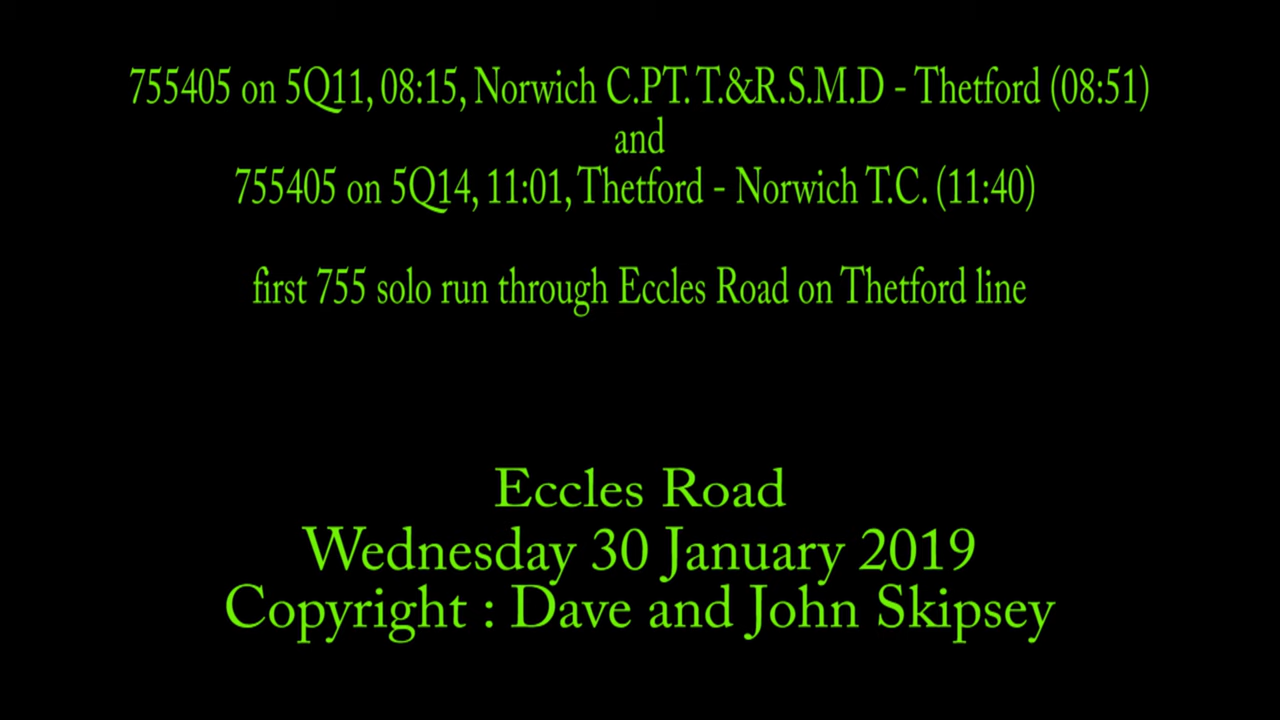 755405 on 5Q11, 08:15, Norwich C.PT. T.&R.S.M.D - Thetford (08:51)
and
755405 on 5Q14, 11:01, Thetford - Norwich T.C. (11:40)
first 755 solo run through Eccles Road on Thetford line
Eccles Road
Wednesday 30 January 2019
Copyright : Dave and John Skipsey